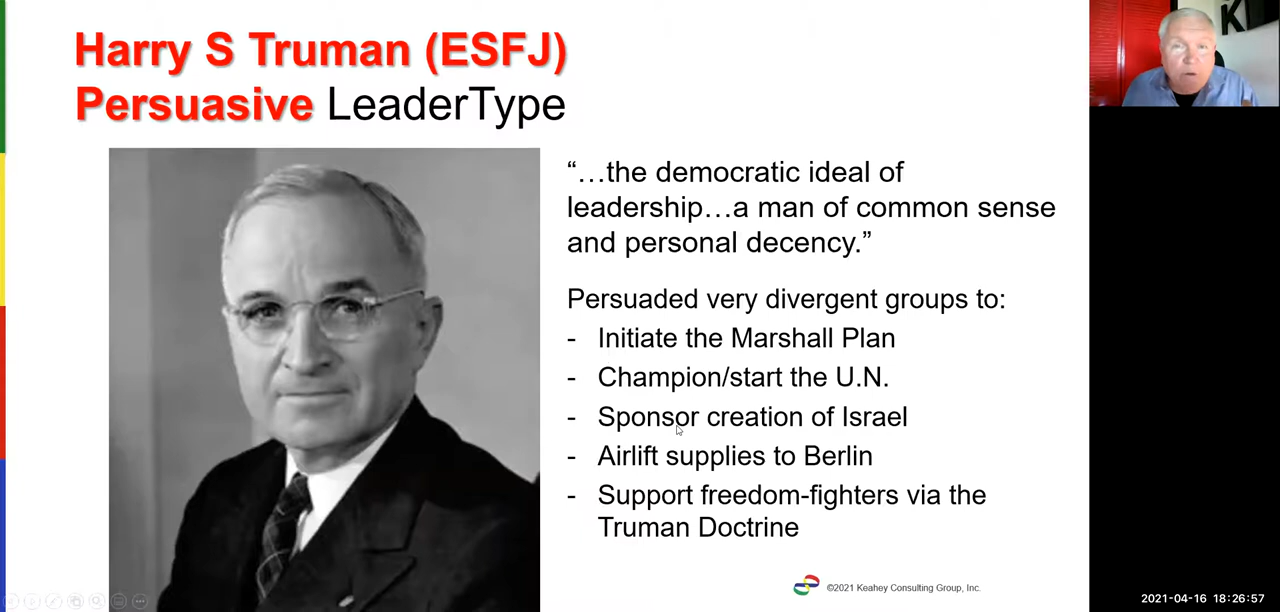 Harry S Truman (ESFJ)
Persuasive LeaderType
“…the democratic ideal of
leadership…a man of common sense
and personal decency.”
Persuaded very divergent groups to:
- Initiate the Marshall Plan
- Champion/start the U.N.
- Sponsor creation of Israel
- Airlift supplies to Berlin
- Support freedom-fighters via the
Truman Doctrine
©2021 Keahey Consulting Group, Inc.
K
2021-04-16 18:26:57